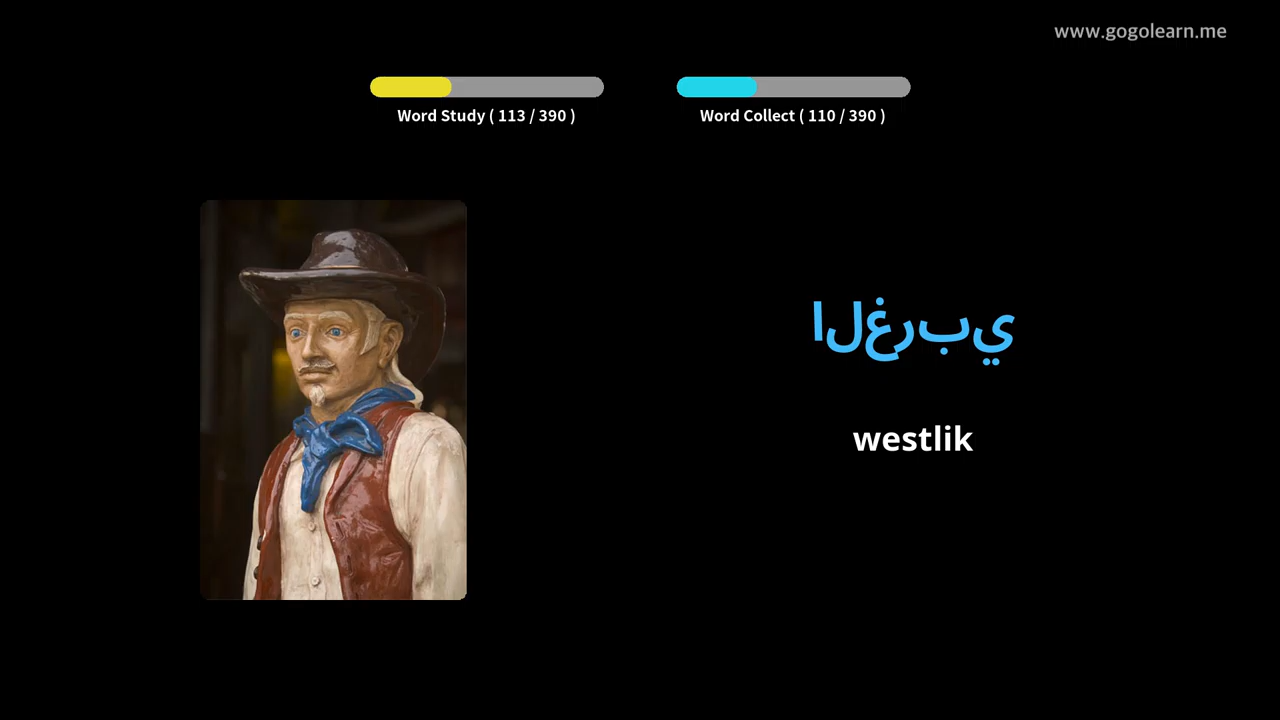 www.gogolearn.me
Word Study ( 113 / 390 )
Word Collect ( 110 / 390 )
الغربي
westlik